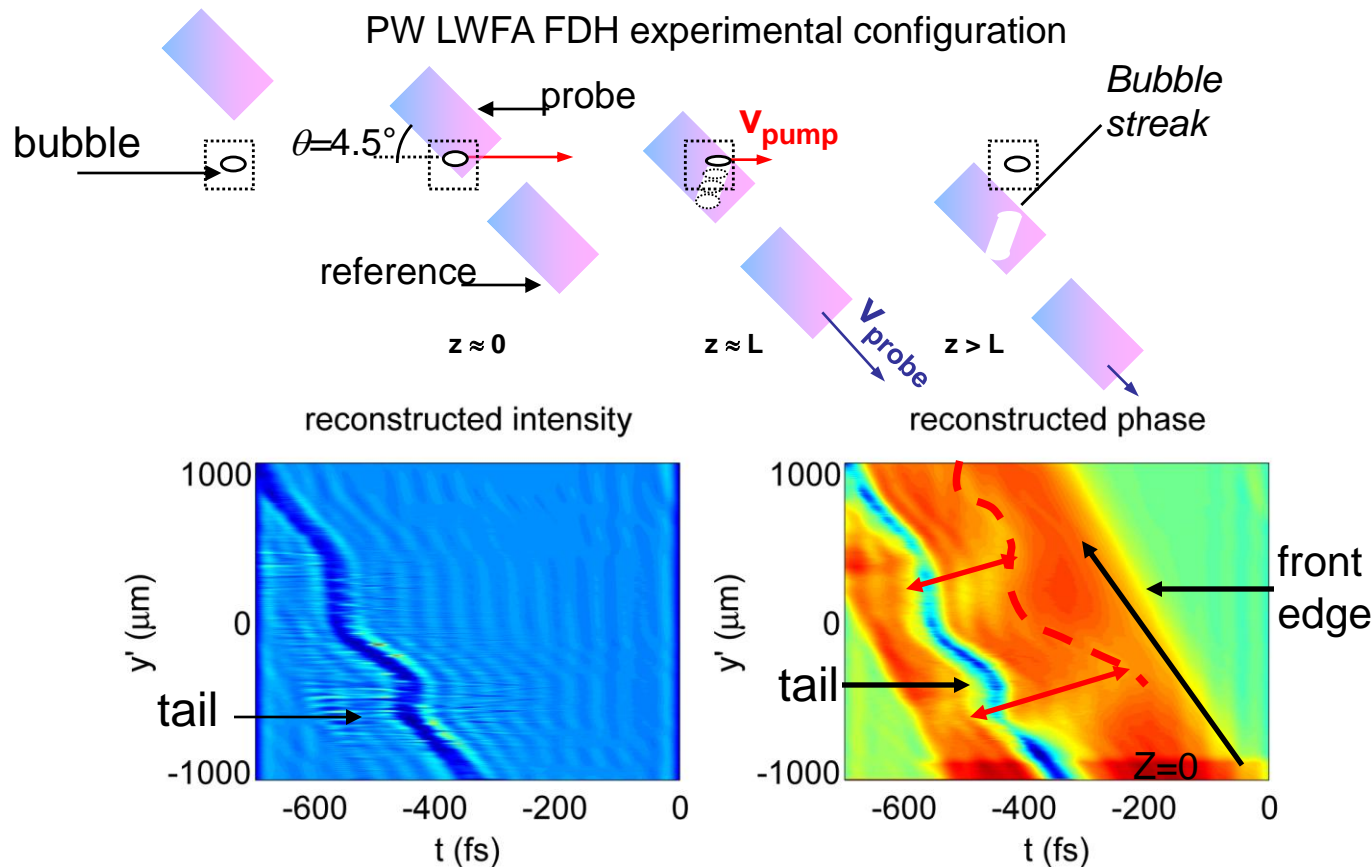 PW LWFA FDH experimental configuration
probe
Bubble
streak
bubble
θ=4.5°
Vpump
reference
Vprobe
z ≈ 0
z ≈ L
z > L
reconstructed intensity
reconstructed phase
1000
0
-1000
y' (μm)
tail
-600
-400
-200
0
t (fs)
1000
0
-1000
y' (μm)
tail
front
edge
Z=0
-600
-400
-200
0
t (fs)